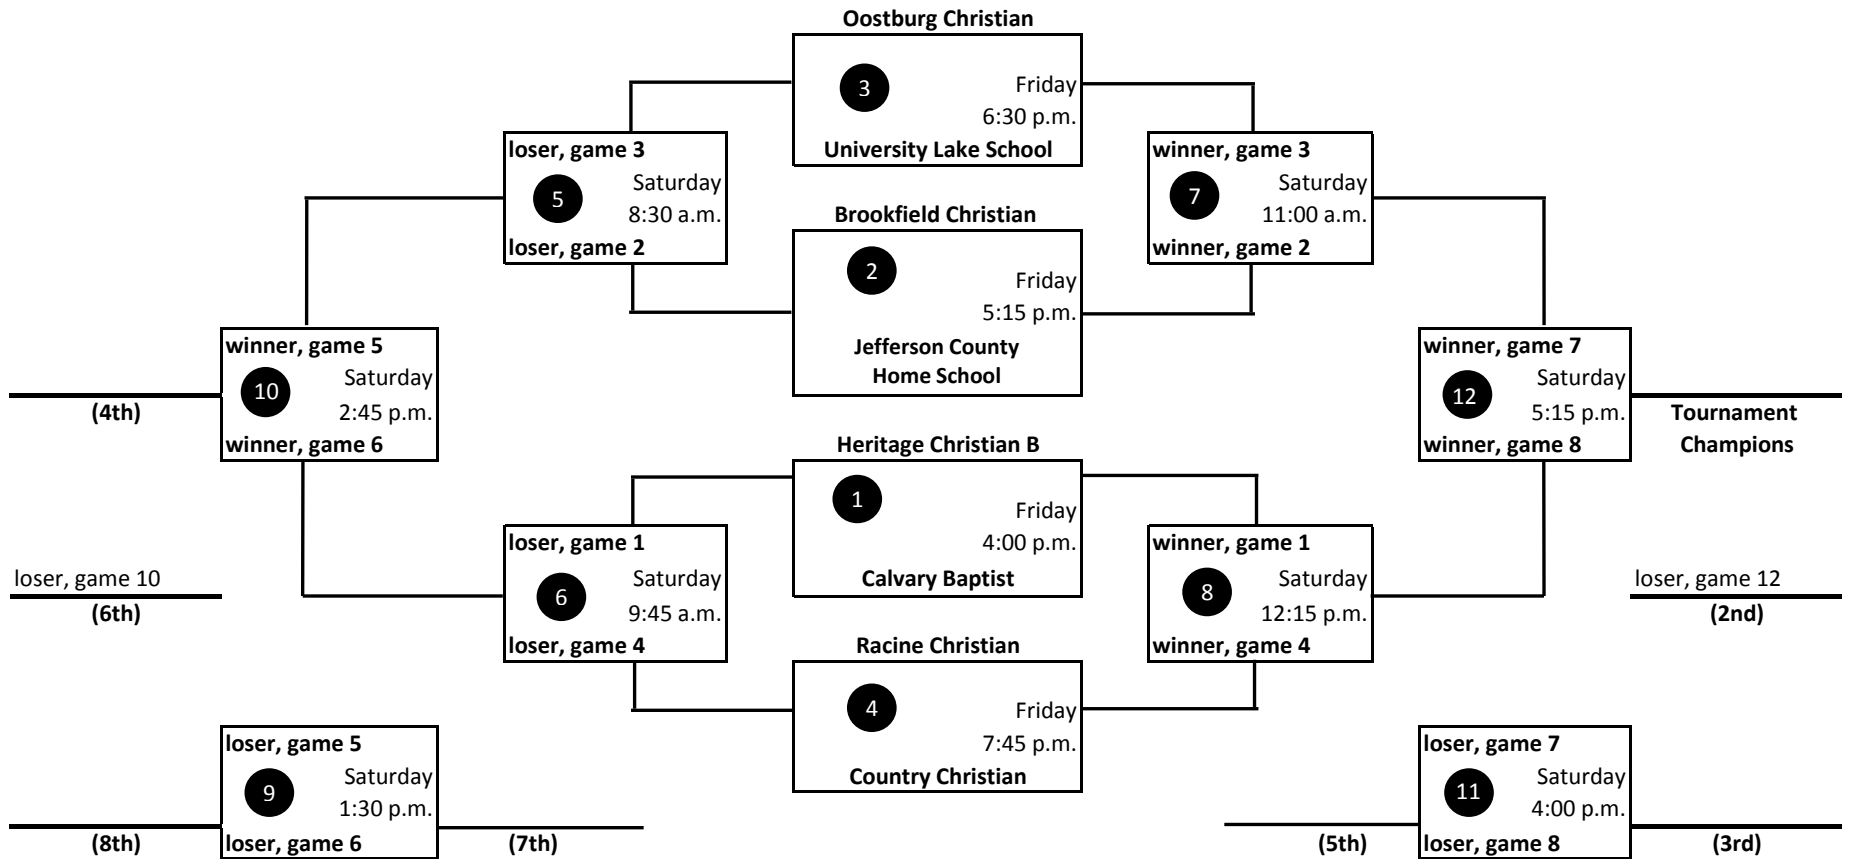 Oostburg Christian
3
Friday
6:30 p.m.
University Lake School
loser, game 3
5
Saturday
8:30 a.m.
loser, game 2
winner, game 3
7
Saturday
11:00 a.m.
winner, game 2
Brookfield Christian
2
Friday
5:15 p.m.
Jefferson County
Home School
winner, game 5
10
Saturday
2:45 p.m.
winner, game 6
(4th)
winner, game 7
12
Saturday
5:15 p.m.
winner, game 8
Tournament
Champions
Heritage Christian B
1
Friday
4:00 p.m.
Calvary Baptist
loser, game 1
6
Saturday
9:45 a.m.
loser, game 4
winner, game 1
8
Saturday
12:15 p.m.
winner, game 4
loser, game 10
(6th)
loser, game 12
(2nd)
Racine Christian
4
Friday
7:45 p.m.
Country Christian
loser, game 5
9
Saturday
1:30 p.m.
loser, game 6
(8th)
(7th)
loser, game 7
11
Saturday
4:00 p.m.
loser, game 8
(5th)
(3rd)